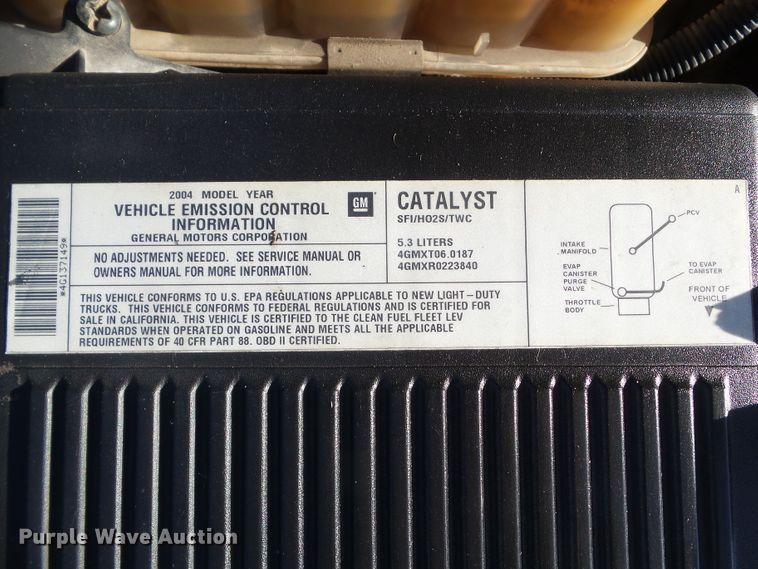 *4G137149*
2004 MODEL YEAR
VEHICLE EMISSION CONTROL
INFORMATION
GENERAL MOTORS CORPORATION
GM
NO ADJUSTMENTS NEEDED. SEE SERVICE MANUAL OR
OWNERS MANUAL FOR MORE INFORMATION.
CATALYST
SFI/HO2S/TWC
5.3 LITERS
4GMXT06.0187
4GMXR0223840
THIS VEHICLE CONFORMS TO U.S. EPA REGULATIONS APPLICABLE TO NEW LIGHT-DUTY
TRUCKS. THIS VEHICLE CONFORMS TO FEDERAL REGULATIONS AND IS CERTIFIED FOR
SALE IN CALIFORNIA. THIS VEHICLE IS CERTIFIED TO THE CLEAN FUEL FLEET LEV
STANDARDS WHEN OPERATED ON GASOLINE AND MEETS ALL THE APPLICABLE
REQUIREMENTS OF 40 CFR PART 88. OBD II CERTIFIED.
A
PCV
INTAKE
MANIFOLD
EVAP
CANISTER
PURGE
VALVE
THROTTLE
BODY
TO EVAP
CANISTER
FRONT OF
VEHICLE
Purple Wave Auction